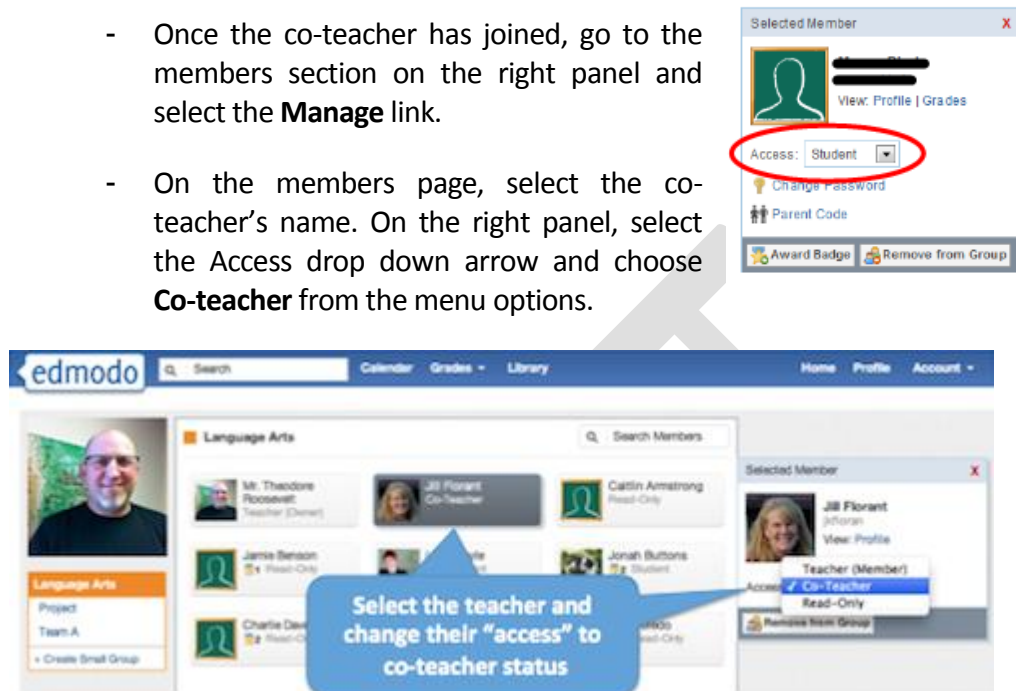 - Once the co-teacher has joined, go to the
members section on the right panel and
select the Manage link.
- On the members page, select the co-
teacher's name. On the right panel, select
the Access drop down arrow and choose
Co-teacher from the menu options.
Selected Member X
View: Profile | Grades
Access: Student
Change Password
Parent Code
Award Badge Remove from Group
edmodo Search Calendar Grades Library Home Profile Account
Language Arts Search Members
Mr. Theodore
Roosevelt
Teacher (Owner)
Jill Florant
Co-Teacher
Caitlin Armstrong
Read-Only
Jamie Benson
1 Read-Only
Jonah Buttons
2 Student
Charlie
2 Read-Only
Language Arts
Project
Team A
+ Create Small Group
Select the teacher and
change their "access" to
co-teacher status
Selected Member X
Jill Florant
View: Profile
Teacher (Member)
✓ Co-Teacher
Read-Only
Remove from Group